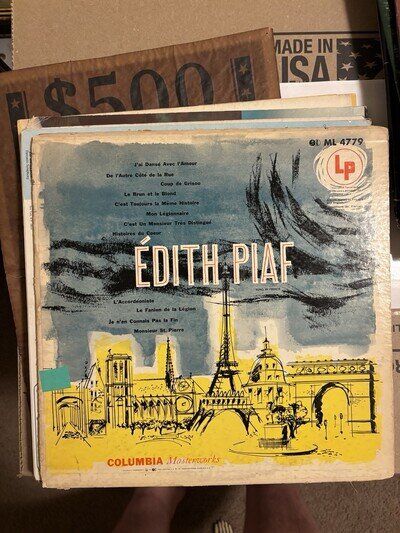 MADE IN
USA
$500
ML 4779
LP
J'ai Dansé Avec l'Amour
De l'Autre Côté de la Rue
Coup de Grisou
Le Brun et le Blond
C'est Toujours la Même Histoire
Mon Légionnaire
C'est Un Monsieur Très Distingué
Histoires du Coeur
ÉDITH PIAF
L'Accordéoniste
Le Fanion de la Légion
Je n'en Connais Pas la Fin
Monsieur St. Pierre
COLUMBIA Masterworks